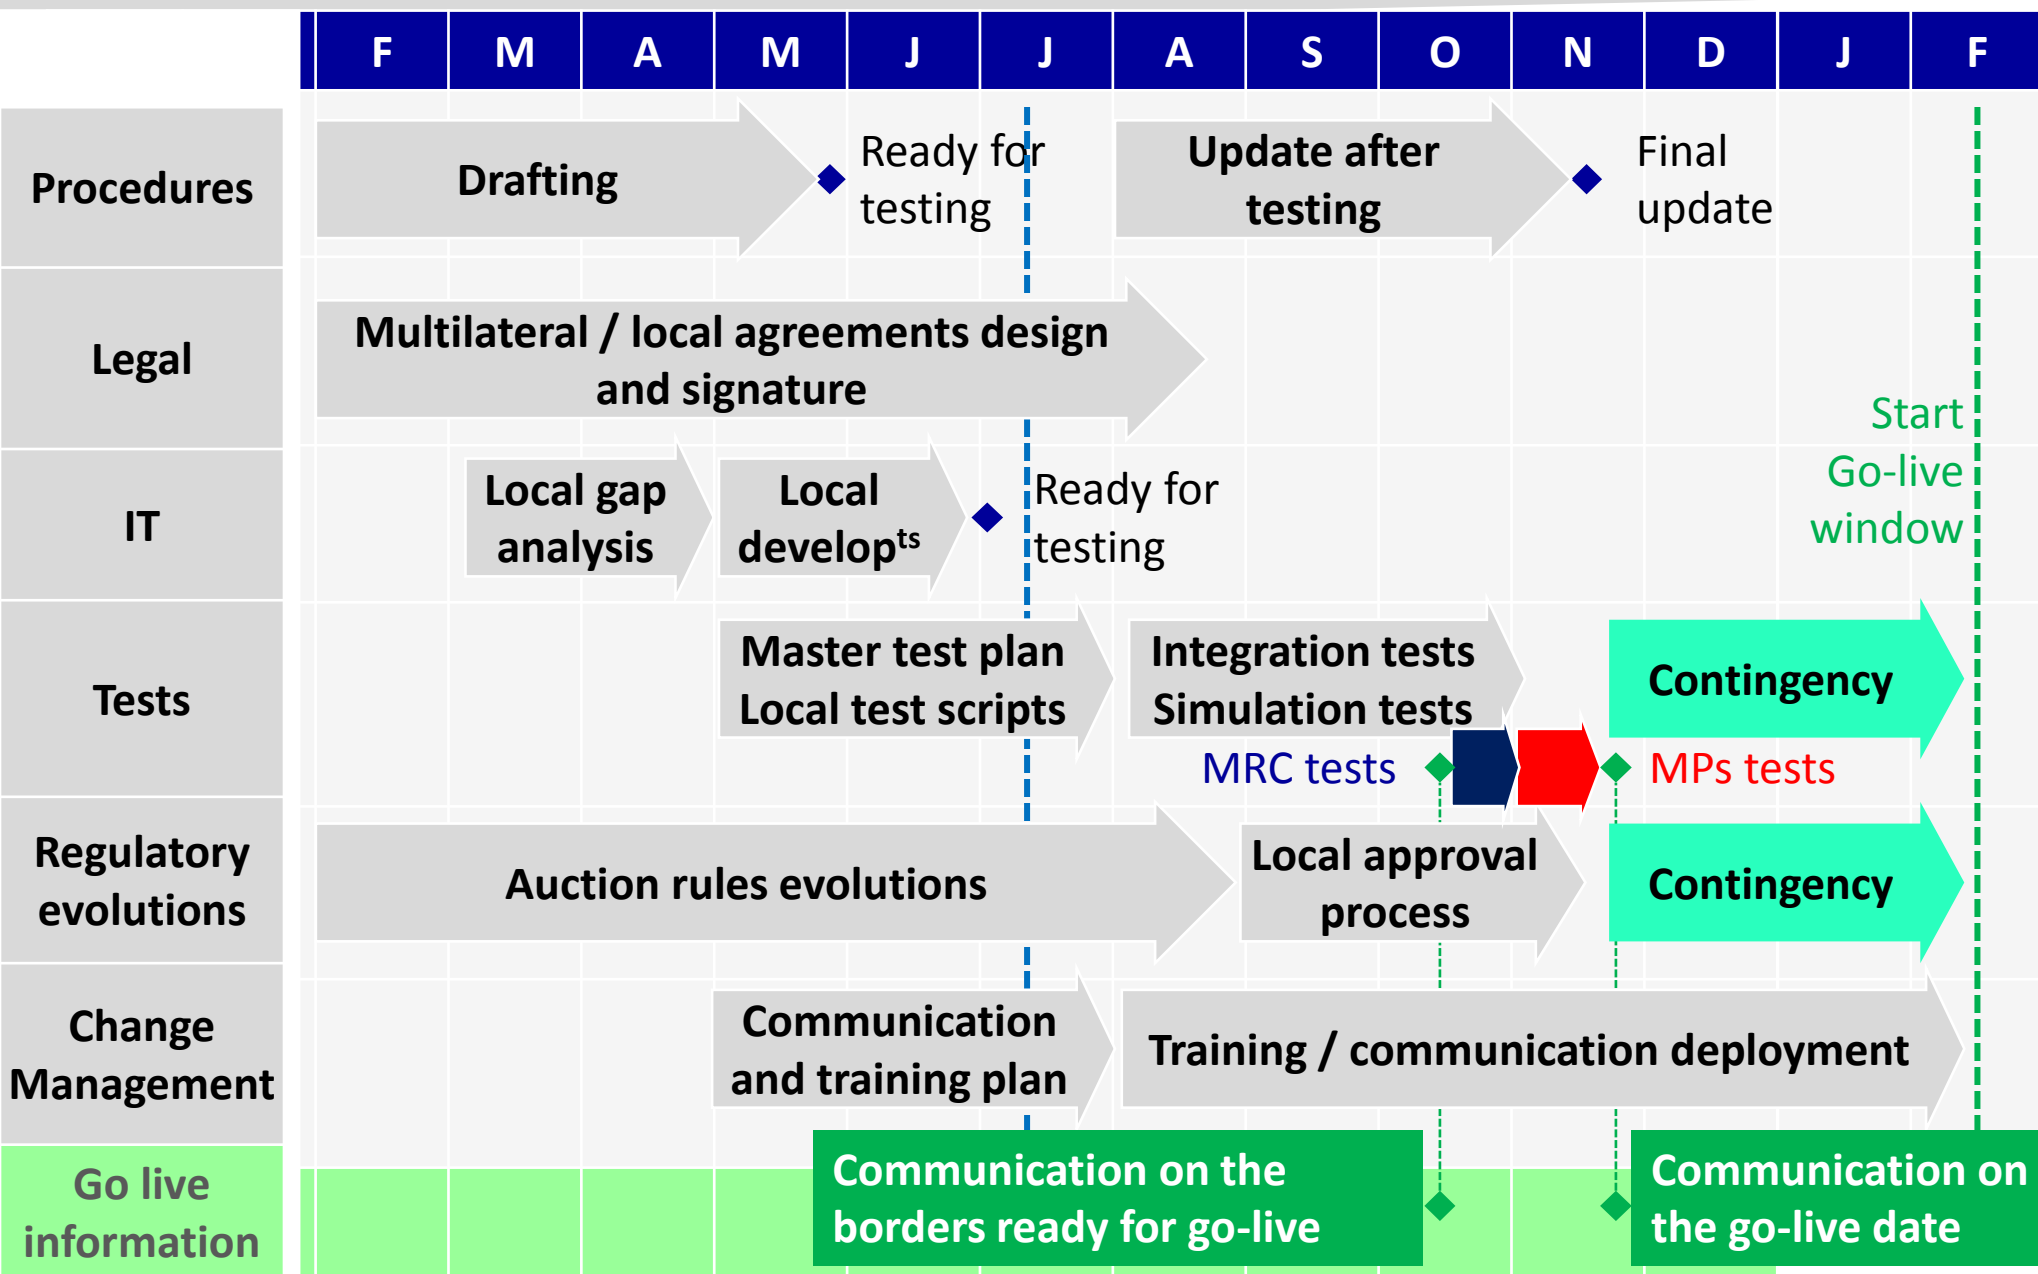 F M A M J J A S O N D J F
Procedures
Drafting
Ready for
testing
Update after
testing
Final
update
Legal
Multilateral / local agreements design
and signature
Start
Go-live
window
IT
Local gap
analysis
Local
developts
Ready for
testing
Tests
Master test plan
Local test scripts
Integration tests
Simulation tests
Contingency
MRC tests
MPs tests
Regulatory
evolutions
Auction rules evolutions
Local approval
process
Contingency
Change
Management
Communication
and training plan
Training / communication deployment
Go live
information
Communication on the
borders ready for go-live
Communication on
the go-live date